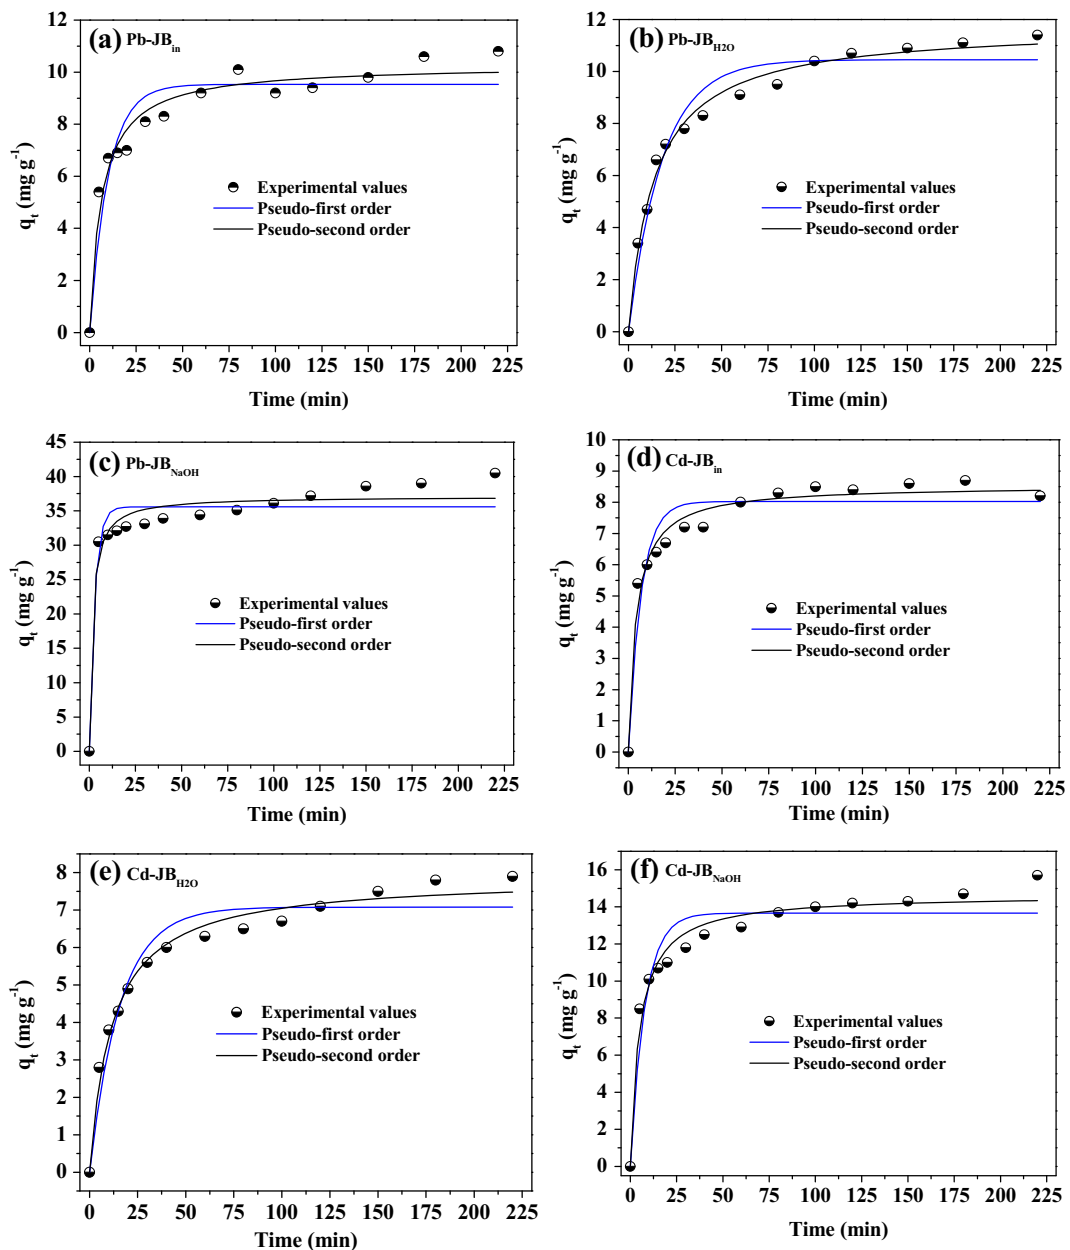 (a) Pb-JBin
12
10
8
6
4
2
0
qt (mg g-1)
Experimental values
Pseudo-first order
Pseudo-second order
0 25 50 75 100 125 150 175 200 225
Time (min)
(b) Pb-JBH2O
12
10
8
6
4
2
0
qt (mg g-1)
Experimental values
Pseudo-first order
Pseudo-second order
0 25 50 75 100 125 150 175 200 225
Time (min)
(c) Pb-JBNaOH
45
40
35
30
25
20
15
10
5
0
qt (mg g-1)
Experimental values
Pseudo-first order
Pseudo-second order
0 25 50 75 100 125 150 175 200 225
Time (min)
(d) Cd-JBin
10
9
8
7
6
5
4
3
2
1
0
qt (mg g-1)
Experimental values
Pseudo-first order
Pseudo-second order
0 25 50 75 100 125 150 175 200 225
Time (min)
(e) Cd-JBH2O
8
7
6
5
4
3
2
1
0
qt (mg g-1)
Experimental values
Pseudo-first order
Pseudo-second order
0 25 50 75 100 125 150 175 200 225
Time (min)
(f) Cd-JBNaOH
16
14
12
10
8
6
4
2
0
qt (mg g-1)
Experimental values
Pseudo-first order
Pseudo-second order
0 25 50 75 100 125 150 175 200 225
Time (min)